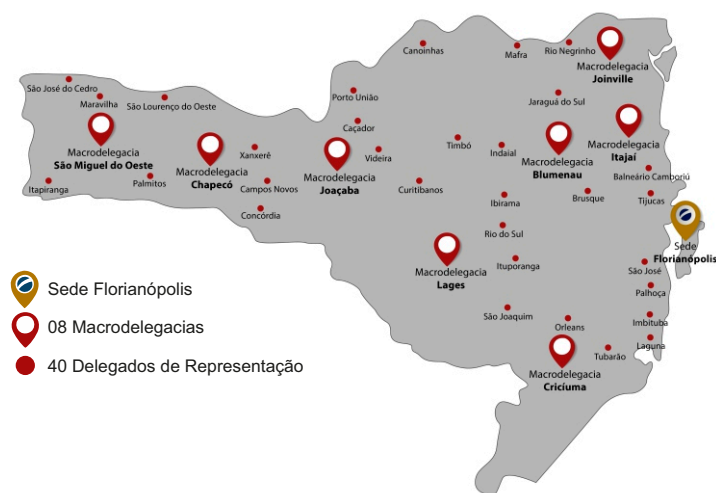 Canoinhas
Mafra
Rio Negrinho
Macrodelegacia
Joinville
São José do Cedro
Maravilha
São Lourenço do Oeste
Porto União
Jaraguá do Sul
Macrodelegacia
São Miguel do Oeste
Macrodelegacia
Chapecó
Xanxerê
Caçador
Videira
Macrodelegacia
Joaçaba
Timbó
Indaial
Macrodelegacia
Blumenau
Macrodelegacia
Itajaí
Balneário Camboriú
Itapiranga
Palmitos
Campos Novos
Concórdia
Curitibanos
Ibirama
Brusque
Tijucas
Rio do Sul
Sede
Florianópolis
Macrodelegacia
Lages
Ituporanga
São José
Palhoça
São Joaquim
Orleans
Imbituba
Laguna
Tubarão
Macrodelegacia
Cricíuma
Sede Florianópolis
08 Macrodelegacias
40 Delegados de Representação